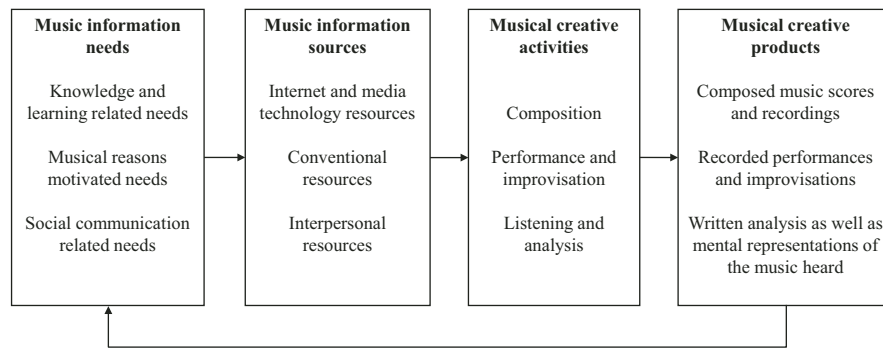 Music information
needs
Knowledge and
learning related needs
Musical reasons
motivated needs
Social communication
related needs
Music information
sources
Internet and media
technology resources
Conventional
resources
Interpersonal
resources
Musical creative
activities
Composition
Performance and
improvisation
Listening and
analysis
Musical creative
products
Composed music scores
and recordings
Recorded performances
and improvisations
Written analysis as well as
mental representations of
the music heard